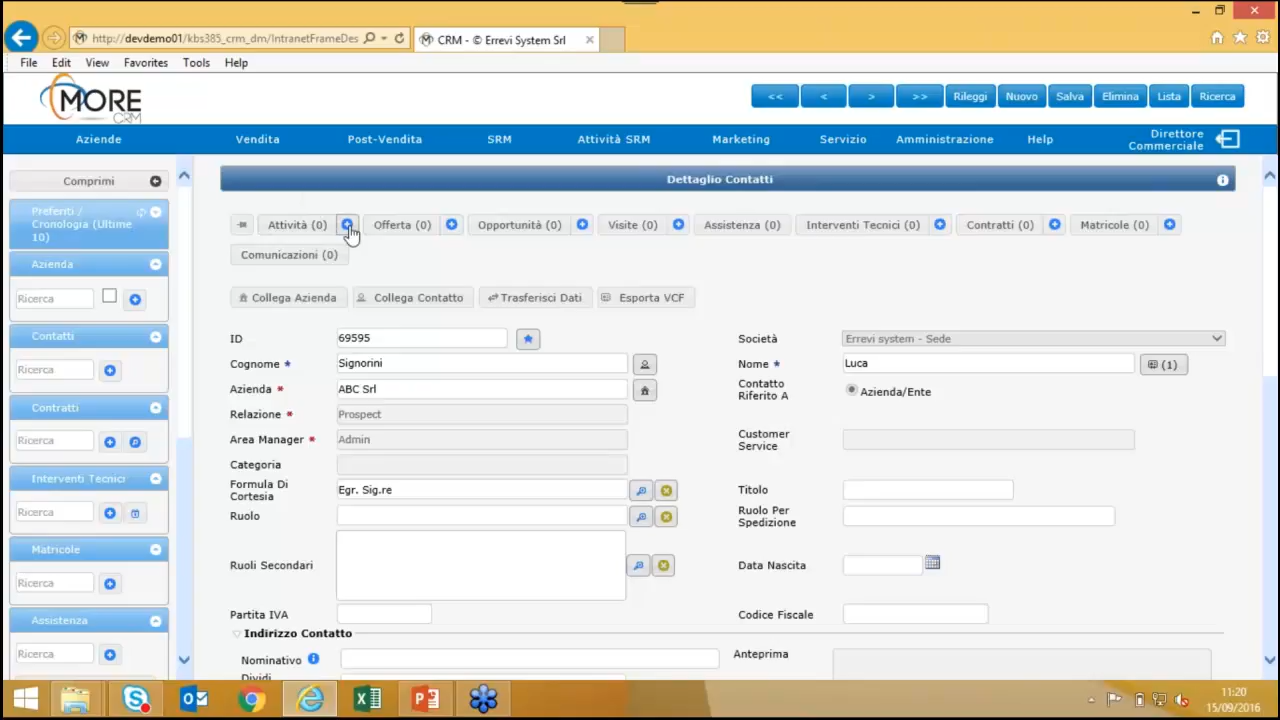 http://devdemo01/kbs385_crm_dm/IntranetFrameDes
CRM - © Errevi System Srl
File Edit View Favorites Tools Help
MORE
CRM
<< < > >> Rileggi Nuovo Salva Elimina Lista Ricerca
Aziende Vendita Post-Vendita SRM Attività SRM Marketing Servizio Amministrazione Help Direttore
Commerciale
Comprimi
Preferiti /
Cronologia (Ultime
10)
Azienda
Ricerca
Contatti
Ricerca
Contratti
Ricerca
Interventi Tecnici
Ricerca
Matricole
Ricerca
Assistenza
Ricerca
Dettaglio Contatti
Attività (0) Offerta (0) Opportunità (0) Visite (0) Assistenza (0) Interventi Tecnici (0) Contratti (0) Matricole (0)
Comunicazioni (0)
Collega Azienda Collega Contatto Trasferisci Dati Esporta VCF
ID 69595 Società Errevi system - Sede
Cognome * Signorini Nome * Luca (1)
Azienda * ABC Srl Contatto
Riferito A Azienda/Ente
Relazione * Prospect
Area Manager * Admin Customer
Service
Categoria
Formula Di
Cortesia Egr. Sig.re Titolo
Ruolo Ruolo Per
Spedizione
Ruoli Secondari Data Nascita
Partita IVA Codice Fiscale
Indirizzo Contatto
Nominativo Anteprima
Dividi
11:20
15/09/2016